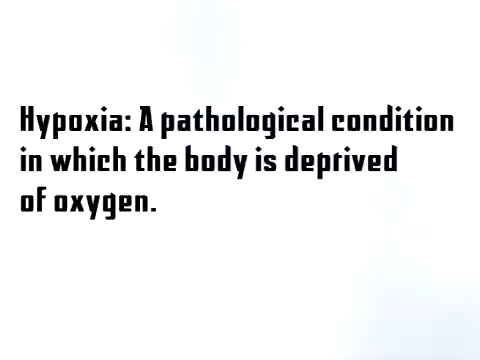 Hypoxia: A pathological condition
in which the body is deprived
of oxygen.